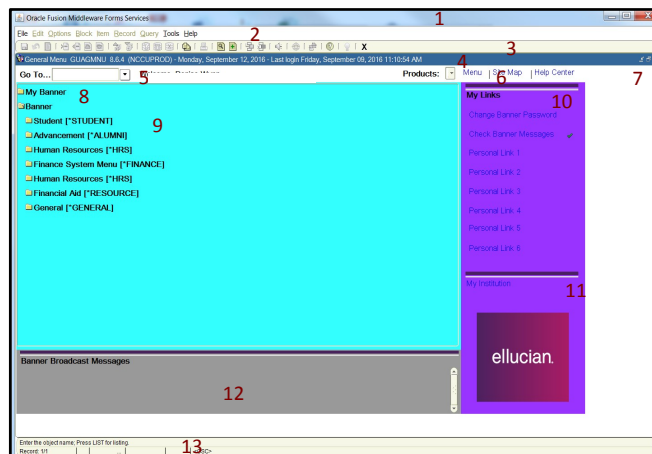 Oracle Fusion Middleware Forms Services
1
File Edit Options Block Item Record Query Tools Help
2
X
3
General Menu GUAGMNU 8.6.4 (NCCUPROD) - Monday, September 12, 2016 - Last login Friday, September 09, 2016 11:10:54 AM
4
Go To...
5
Products:
Menu | Site Map | Help Center
6
7
My Banner
8
Banner
9
Student [*STUDENT]
Advancement [*ALUMNI]
Human Resources [*HRS]
Finance System Menu [*FINANCE]
Human Resources [*HRS]
Financial Aid [*RESOURCE]
General [*GENERAL]
My Links
10
Change Banner Password
Check Banner Messages
Personal Link 1
Personal Link 2
Personal Link 3
Personal Link 4
Personal Link 5
Personal Link 6
My Institution
11
ellucian.
Banner Broadcast Messages
12
Enter the object name; Press LIST for listing.
Record: 1/1
...
13